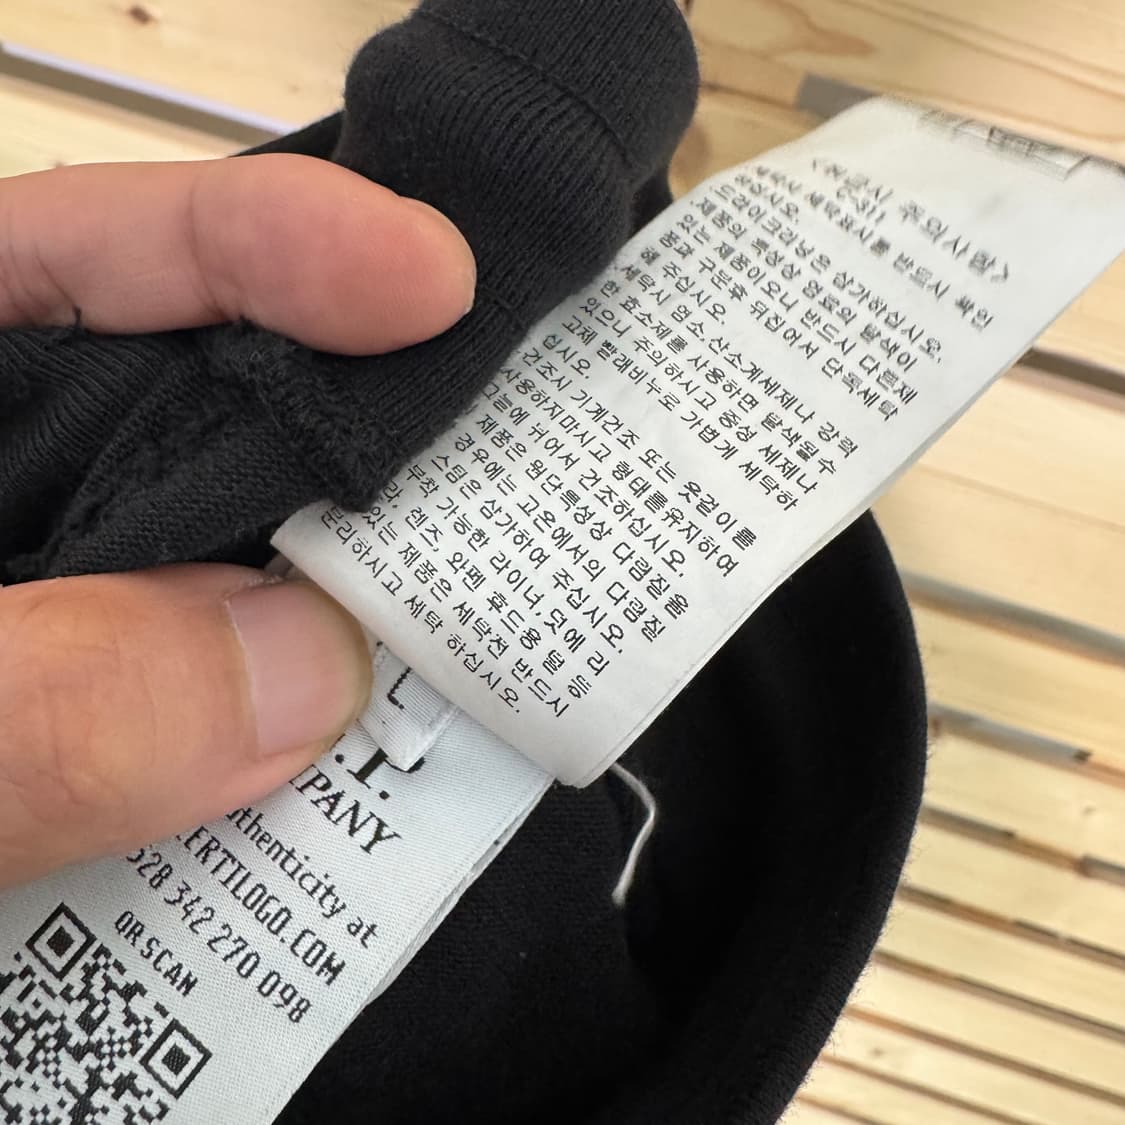 <취급시 주의사항>
C-311
세탁시 세탁표시를 반드시 확인
하십시오.
드라이크리닝은 삼가하십시오.
제품의 특성상 염료의 탈색이
있는 제품이오니 반드시 다른제
품과 구분후 뒤집어서 단독세탁
해 주십시오.
세탁시 염소,산소계세제나 강력
한 효소제를 사용하면 탈색될수
있으니 주의하시고 중성 세제나
고체 빨래비누로 가볍게 세탁하
십시오.
건조시 기계건조 또는 옷걸이를
사용하지마시고 형태를유지하여
그늘에 뉘어서 건조하십시오.
제품은 원단특성상 다림질을
경우에는 고온에서의 다림질
스팀은 삼가하여 주십시오.
부착 가능한 라이너,덧에 리
라, 렌즈, 와펜 후드용 털 등
있는 제품은 세탁전 반드시
분리하시고 세탁 하십시오.
L
.P.
MPANY
uthenticity at
CERTILOGO.COM
528 342 270 098
QR SCAN